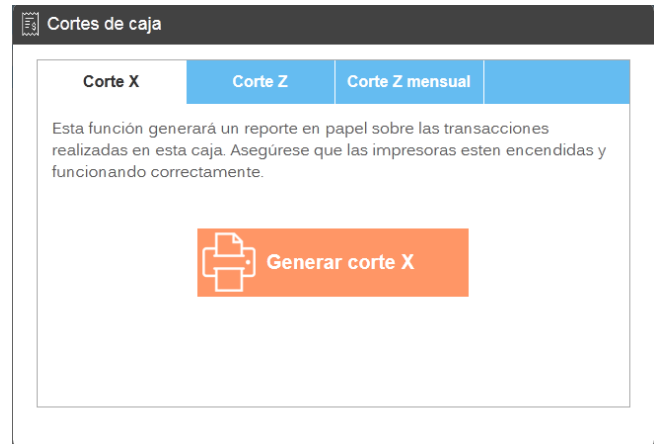 Cortes de caja
Corte X
Corte Z
Corte Z mensual
Esta función generará un reporte en papel sobre las transacciones
realizadas en esta caja. Asegúrese que las impresoras esten encendidas y
funcionando correctamente.
Generar corte X